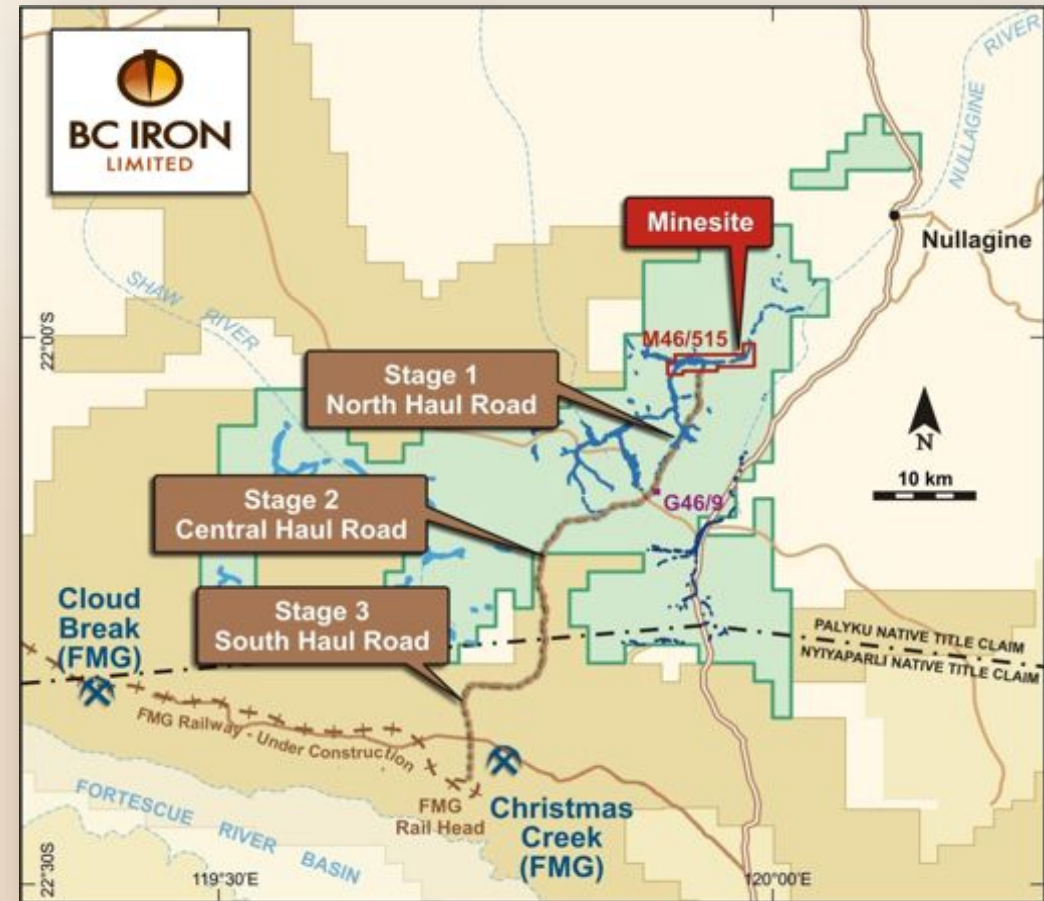 BC IRON
LIMITED
NULLAGINE RIVER
Minesite
Nullagine
SHAW RIVER
22°00'S
M46/515
Stage 1
North Haul Road
N
10 km
Stage 2
Central Haul Road
G46/9
Cloud
Break
(FMG)
Stage 3
South Haul Road
PALYKU NATIVE TITLE CLAIM
NYIYAPARLI NATIVE TITLE CLAIM
FMG Railway - Under Construction
FMG
Rail Head
Christmas
Creek
(FMG)
FORTESCUE RIVER BASIN
22°30'S
119°30'E
120°00'E